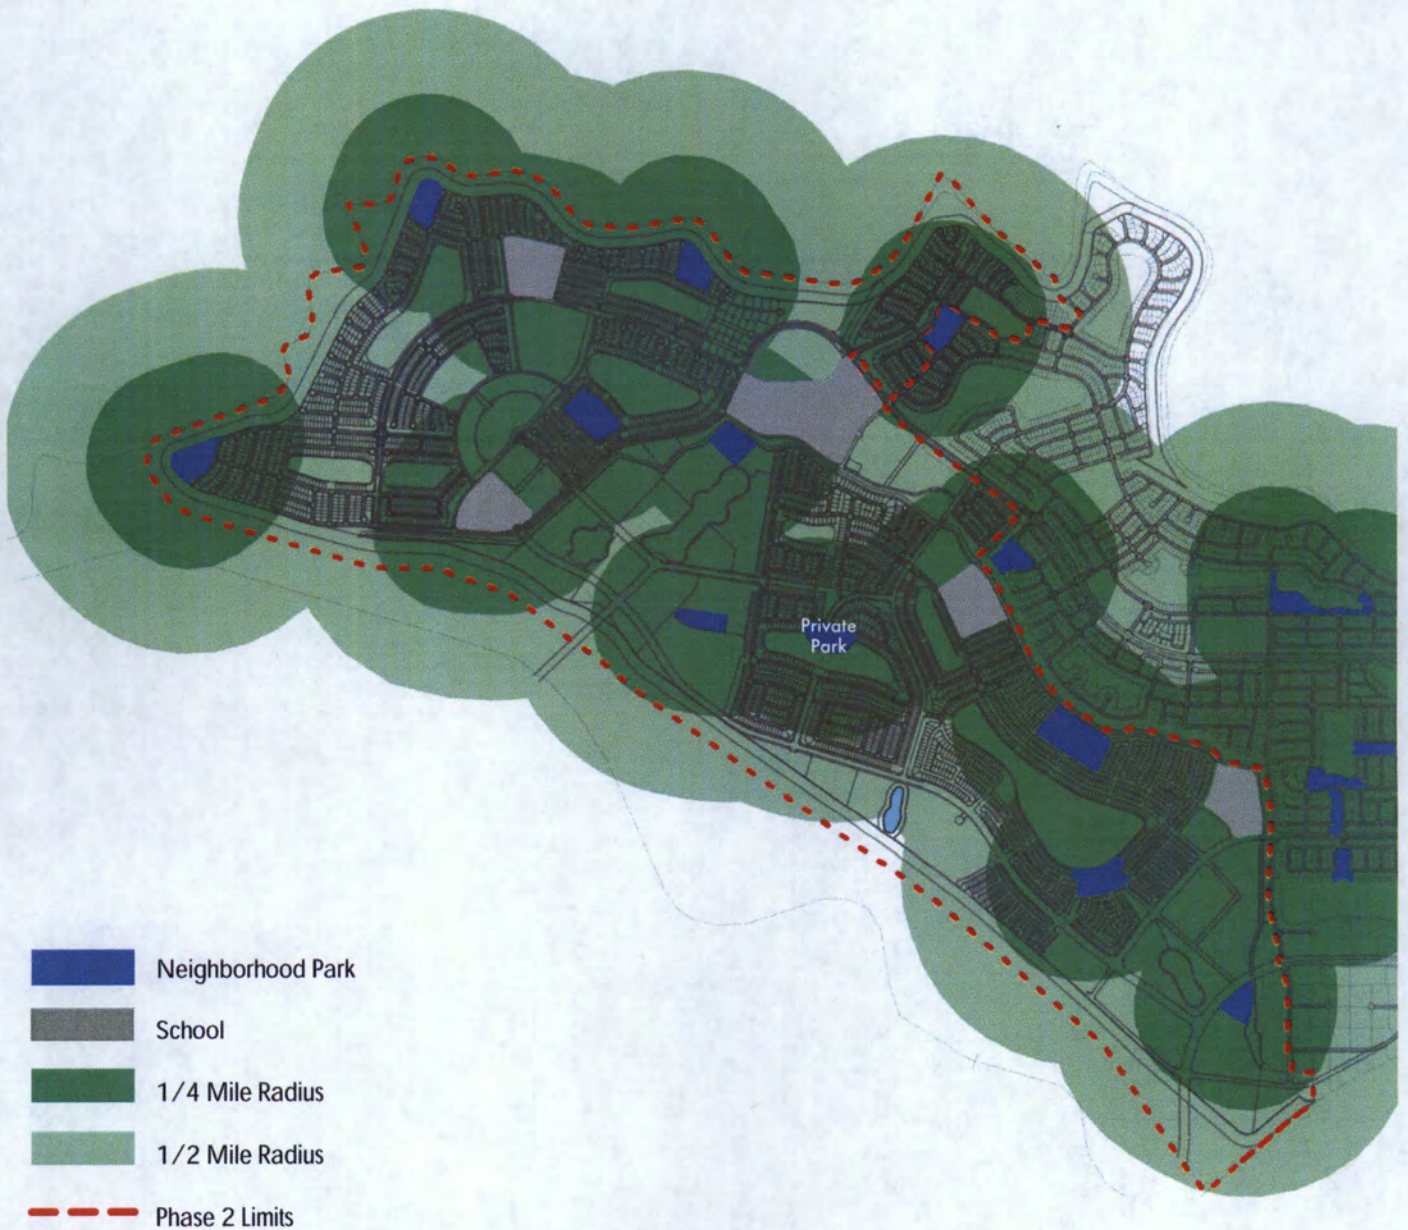 Private
Park
Neighborhood Park
School
1/4 Mile Radius
1/2 Mile Radius
Phase 2 Limits